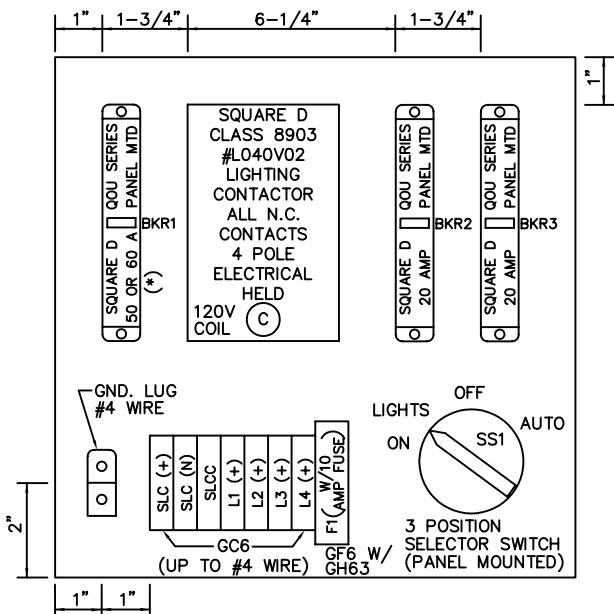 1" 1-3/4" 6-1/4" 1-3/4"
1"
SQUARE D QOU SERIES
50 OR 60 A PANEL MTD
(*)
BKR1
SQUARE D
CLASS 8903
#L040V02
LIGHTING
CONTACTOR
ALL N.C.
CONTACTS
4 POLE
ELECTRICAL
HELD
120V
COIL
C
SQUARE D QOU SERIES
20 AMP PANEL MTD
BKR2
SQUARE D QOU SERIES
20 AMP PANEL MTD
BKR3
GND. LUG
#4 WIRE
OFF
LIGHTS
ON
AUTO
SS1
3 POSITION
SELECTOR SWITCH
(PANEL MOUNTED)
SLC (+)
SLC (N)
SLCC
L1 (+)
L2 (+)
L3 (+)
L4 (+)
F1 (W/10
AMP FUSE)
GC6
(UP TO #4 WIRE)
GF6 W/
GH63
2"
1" 1"